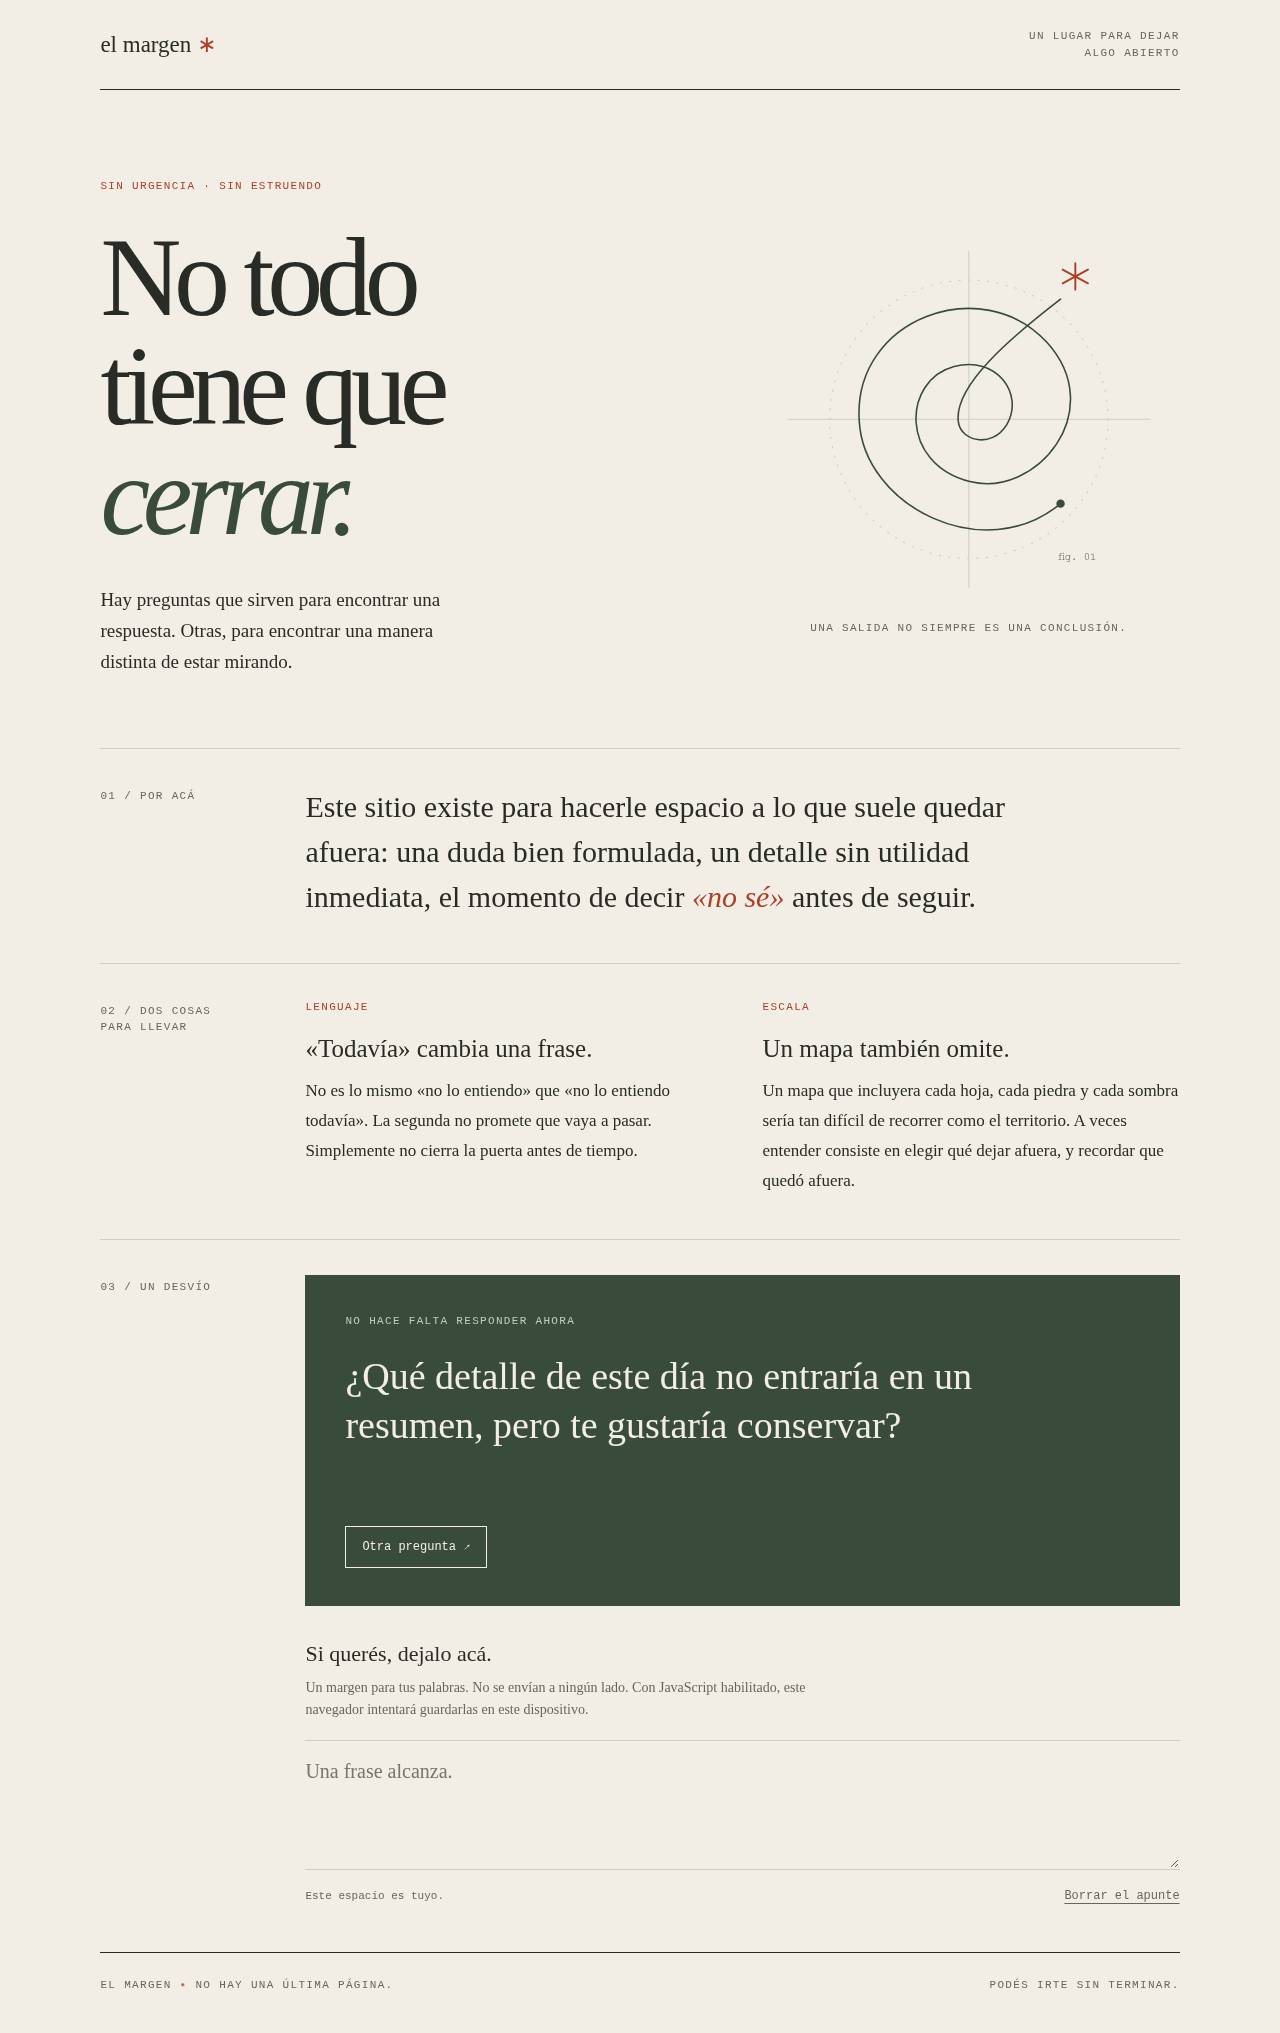 el margen *
UN LUGAR PARA DEJAR
ALGO ABIERTO
SIN URGENCIA · SIN ESTRUENDO
No todo
tiene que
cerrar.
Hay preguntas que sirven para encontrar una
respuesta. Otras, para encontrar una manera
distinta de estar mirando.
fig. 01
UNA SALIDA NO SIEMPRE ES UNA CONCLUSIÓN.
01 / POR ACÁ
Este sitio existe para hacerle espacio a lo que suele quedar
afuera: una duda bien formulada, un detalle sin utilidad
inmediata, el momento de decir «no sé» antes de seguir.
02 / DOS COSAS
PARA LLEVAR
LENGUAJE
«Todavía» cambia una frase.
No es lo mismo «no lo entiendo» que «no lo entiendo
todavía». La segunda no promete que vaya a pasar.
Simplemente no cierra la puerta antes de tiempo.
ESCALA
Un mapa también omite.
Un mapa que incluyera cada hoja, cada piedra y cada sombra
sería tan difícil de recorrer como el territorio. A veces
entender consiste en elegir qué dejar afuera, y recordar que
quedó afuera.
03 / UN DESVÍO
NO HACE FALTA RESPONDER AHORA
¿Qué detalle de este día no entraría en un
resumen, pero te gustaría conservar?
Otra pregunta ↗
Si querés, dejalo acá.
Un margen para tus palabras. No se envían a ningún lado. Con JavaScript habilitado, este
navegador intentará guardarlas en este dispositivo.
Una frase alcanza.
Este espacio es tuyo.
Borrar el apunte
EL MARGEN • NO HAY UNA ÚLTIMA PÁGINA.
PODÉS IRTE SIN TERMINAR.